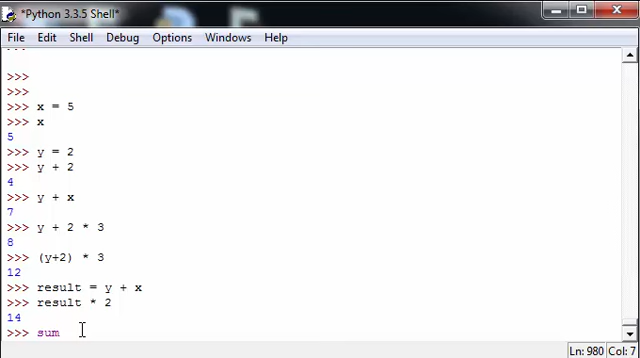 *Python 3.3.5 Shell*
File Edit Shell Debug Options Windows Help
>>>
>>>
>>> x = 5
>>> x
5
>>> y = 2
>>> y + 2
4
>>> y + x
7
>>> y + 2 * 3
8
>>> (y+2) * 3
12
>>> result = y + x
>>> result * 2
14
>>> sum
Ln: 980 Col: 7